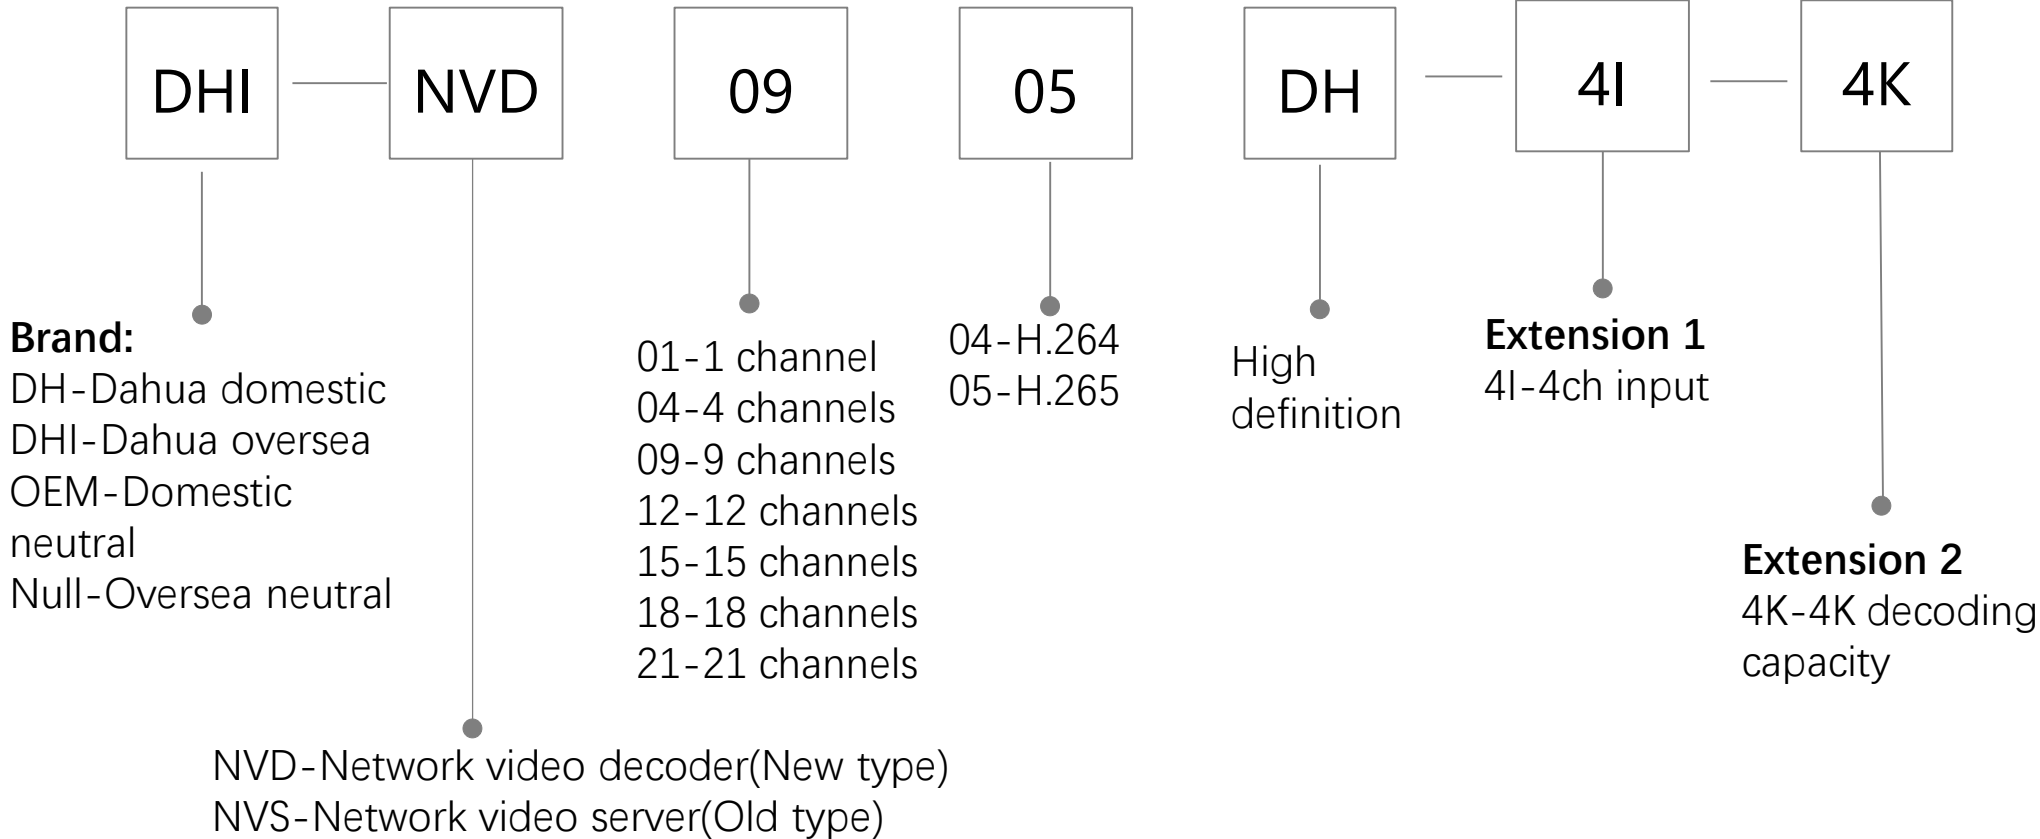 DHI
NVD
09
05
DH
4I
4K
Brand:
DH-Dahua domestic
DHI-Dahua oversea
OEM-Domestic
neutral
Null-Oversea neutral
NVD-Network video decoder(New type)
NVS-Network video server(Old type)
01-1 channel
04-4 channels
09-9 channels
12-12 channels
15-15 channels
18-18 channels
21-21 channels
04-H.264
05-H.265
High
definition
Extension 1
4I-4ch input
Extension 2
4K-4K decoding
capacity